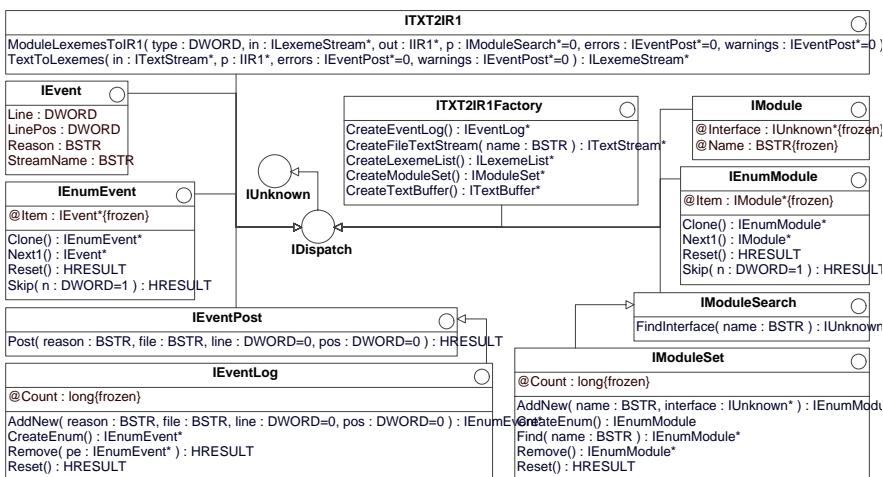 ITXT2IR1
ModuleLexemesToIR1( type : DWORD, in : ILexemeStream*, out : IIR1*, p : IModuleSearch*=0, errors : IEventPost*=0, warnings : IEventPost*=0 )
TextToLexemes( in : ITextStream*, p : IIR1*, errors : IEventPost*=0, warnings : IEventPost*=0 ) : ILexemeStream*
IEvent
Line : DWORD
LinePos : DWORD
Reason : BSTR
StreamName : BSTR
ITXT2IR1Factory
CreateEventLog() : IEventLog*
CreateFileTextStream( name : BSTR ) : ITextStream*
CreateLexemeList() : ILexemeList*
CreateModuleSet() : IModuleSet*
CreateTextBuffer() : ITextBuffer*
IModule
@Interface : IUnknown*{frozen}
@Name : BSTR{frozen}
IUnknown
IDispatch
IEnumEvent
@Item : IEvent*{frozen}
Clone() : IEnumEvent*
Next1() : IEvent*
Reset() : HRESULT
Skip( n : DWORD=1 ) : HRESULT
IEnumModule
@Item : IModule*{frozen}
Clone() : IEnumModule*
Next1() : IModule*
Reset() : HRESULT
Skip( n : DWORD=1 ) : HRESULT
IEventPost
Post( reason : BSTR, file : BSTR, line : DWORD=0, pos : DWORD=0 ) : HRESULT
IModuleSearch
FindInterface( name : BSTR ) : IUnknown
IEventLog
@Count : long{frozen}
AddNew( reason : BSTR, file : BSTR, line : DWORD=0, pos : DWORD=0 ) : IEnumEvent*
CreateEnum() : IEnumEvent*
Remove( pe : IEnumEvent* ) : HRESULT
Reset() : HRESULT
IModuleSet
@Count : long{frozen}
AddNew( name : BSTR, interface : IUnknown* ) : IEnumModu
CreateEnum() : IEnumModule
Find( name : BSTR ) : IEnumModule*
Remove() : IEnumModule*
Reset() : HRESULT